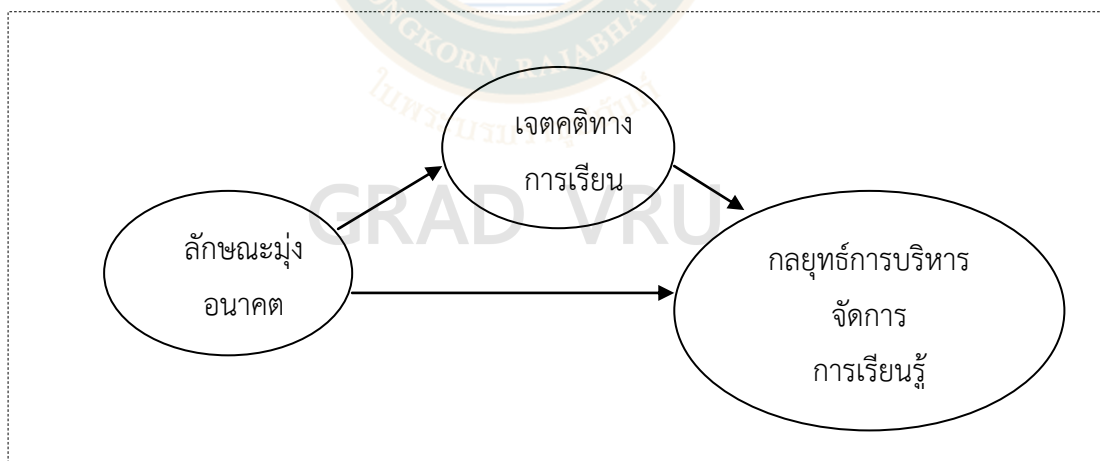 NGKORN RAJABHAT
เจตคติทาง
การเรียน
GRAD VRU
ลักษณะมุ่ง
อนาคต
กลยุทธ์การบริหาร
จัดการ
การเรียนรู้